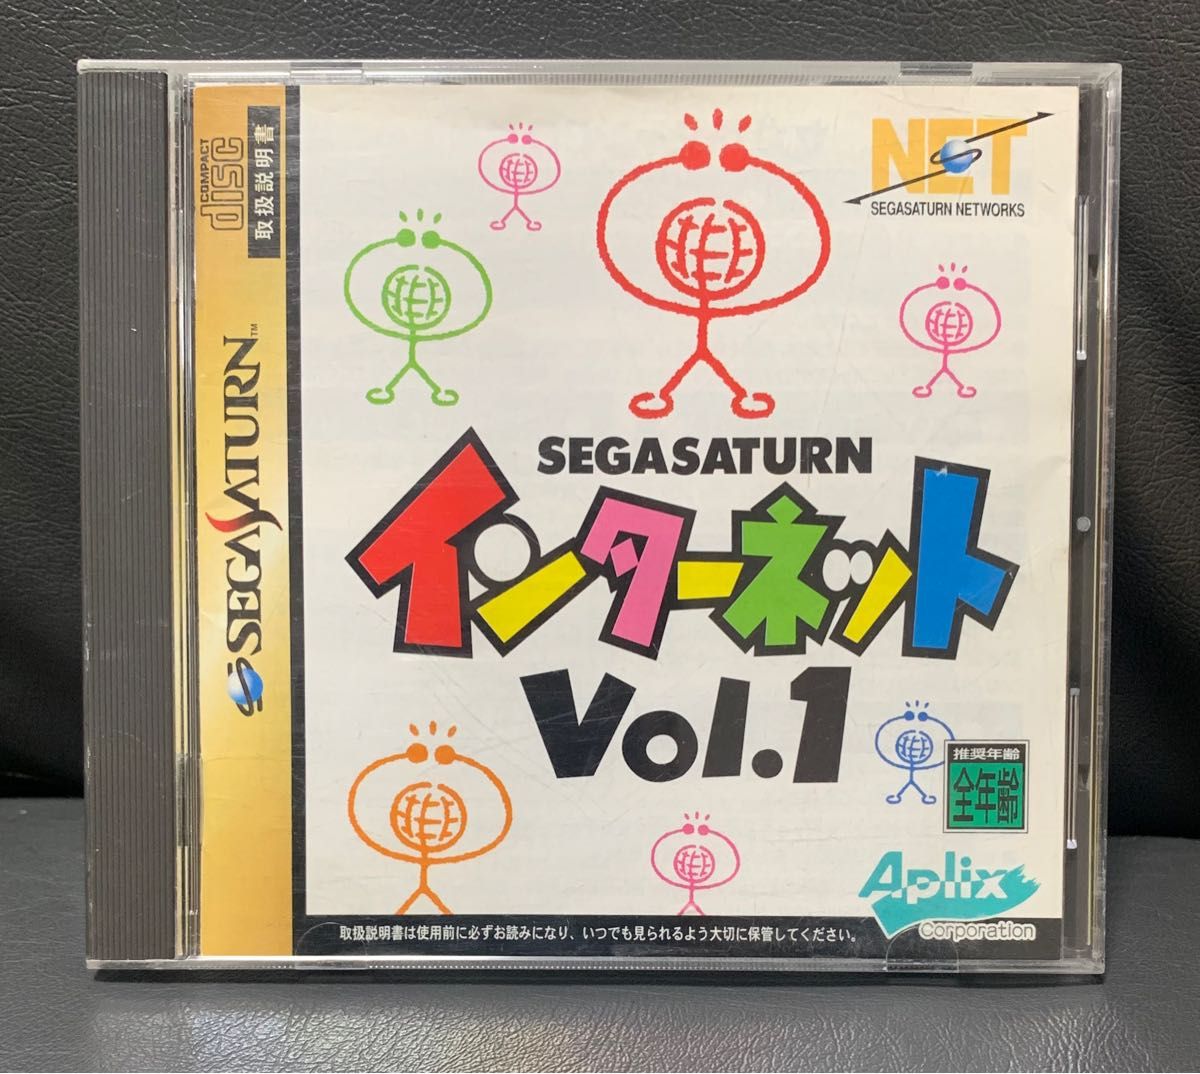 COMPACT
disc
取扱説明書
SEGASATURN™
NET
SEGASATURN NETWORKS
SEGASATURN
インターネット
Vol.1
推奨年齢
全年齢
Aplix
Corporation
取扱説明書は使用前に必ずお読みになり、いつでも見られるよう大切に保管してください。